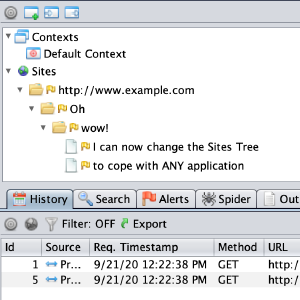 Contexts
Default Context
Sites
http://www.example.com
Oh
wow!
I can now change the Sites Tree
to cope with ANY application
History Search Alerts Spider Out
Filter: OFF Export
Id Source Req. Timestamp Method URL
1 Pr... 9/21/20 12:22:38 PM GET http:/
5 Pr... 9/21/20 12:22:38 PM GET http:/